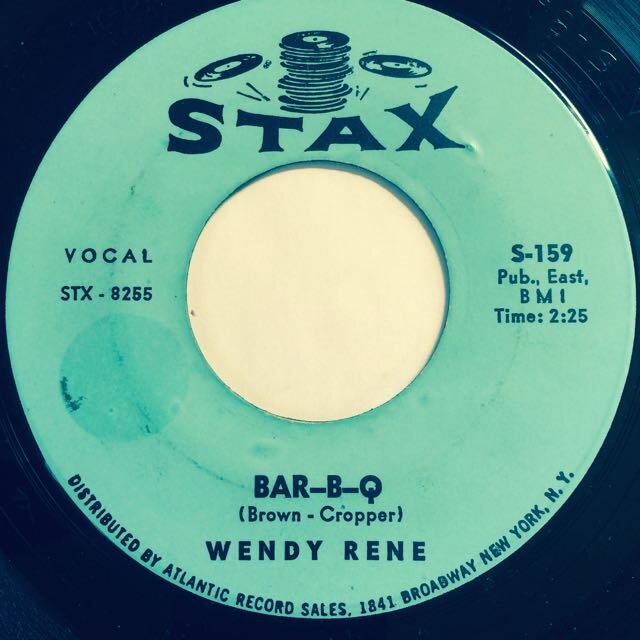 STAX
VOCAL
STX - 8255
S-159
Pub., East,
B M I
Time: 2:25
BAR-B-Q
(Brown - Cropper)
WENDY RENE
DISTRIBUTED BY ATLANTIC RECORD SALES, 1841 BROADWAY NEW YORK, N. Y.